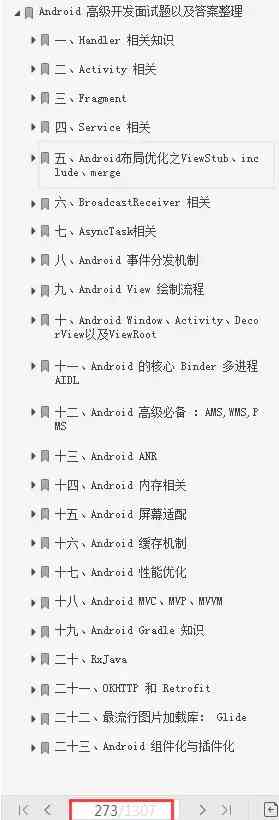 Android 高级开发面试题以及答案整理
一、Handler 相关知识
二、Activity 相关
三、Fragment
四、Service 相关
五、Android布局优化之ViewStub、inc
lude、merge
六、BroadcastReceiver 相关
七、AsyncTask相关
八、Android 事件分发机制
九、Android View 绘制流程
十、Android Window、Activity、Deco
rView以及ViewRoot
十一、Android 的核心 Binder 多进程
AIDL
十二、Android 高级必备 ：AMS,WMS,P
MS
十三、Android ANR
十四、Android 内存相关
十五、Android 屏幕适配
十六、Android 缓存机制
十七、Android 性能优化
十八、Android MVC、MVP、MVVM
十九、Android Gradle 知识
二十、RxJava
二十一、OKHTTP 和 Retrofit
二十二、最流行图片加载库： Glide
二十三、Android 组件化与插件化
273/1307